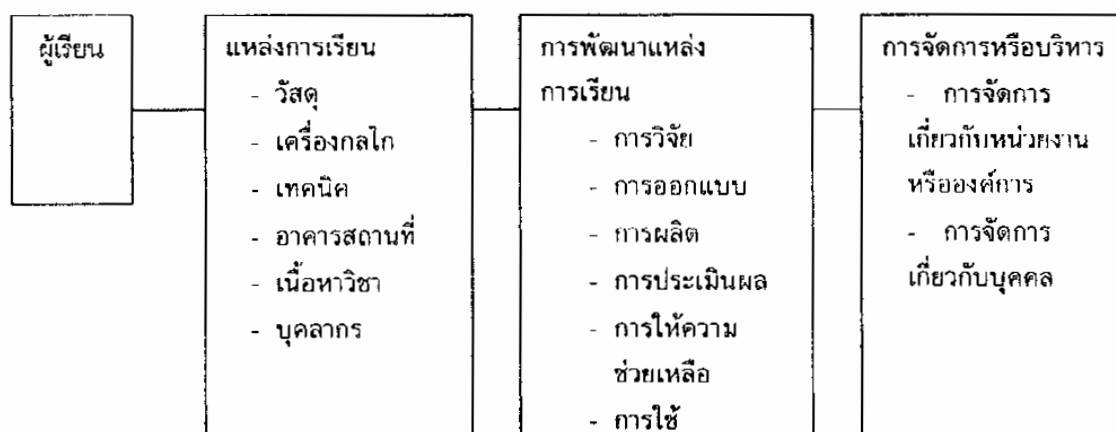 ผู้เรียน
แหล่งการเรียน
- วัสดุ
- เครื่องกลไก
- เทคนิค
- อาคารสถานที่
- เนื้อหาวิชา
- บุคลากร
การพัฒนาแหล่ง
การเรียน
- การวิจัย
- การออกแบบ
- การผลิต
- การประเมินผล
- การให้ความ
ช่วยเหลือ
- การใช้
การจัดการหรือบริหาร
- การจัดการ
เกี่ยวกับหน่วยงาน
หรือองค์การ
- การจัดการ
เกี่ยวกับบุคคล